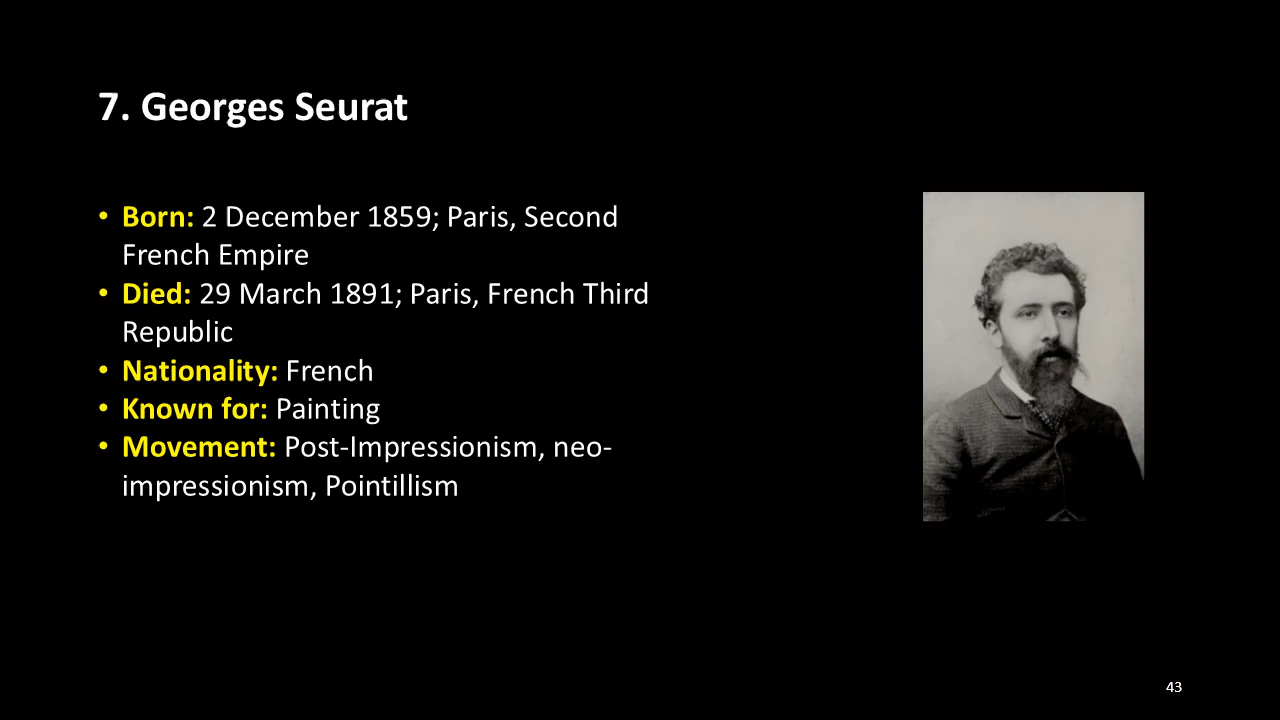 7. Georges Seurat
• Born: 2 December 1859; Paris, Second
French Empire
• Died: 29 March 1891; Paris, French Third
Republic
• Nationality: French
• Known for: Painting
• Movement: Post-Impressionism, neo-
impressionism, Pointillism
43